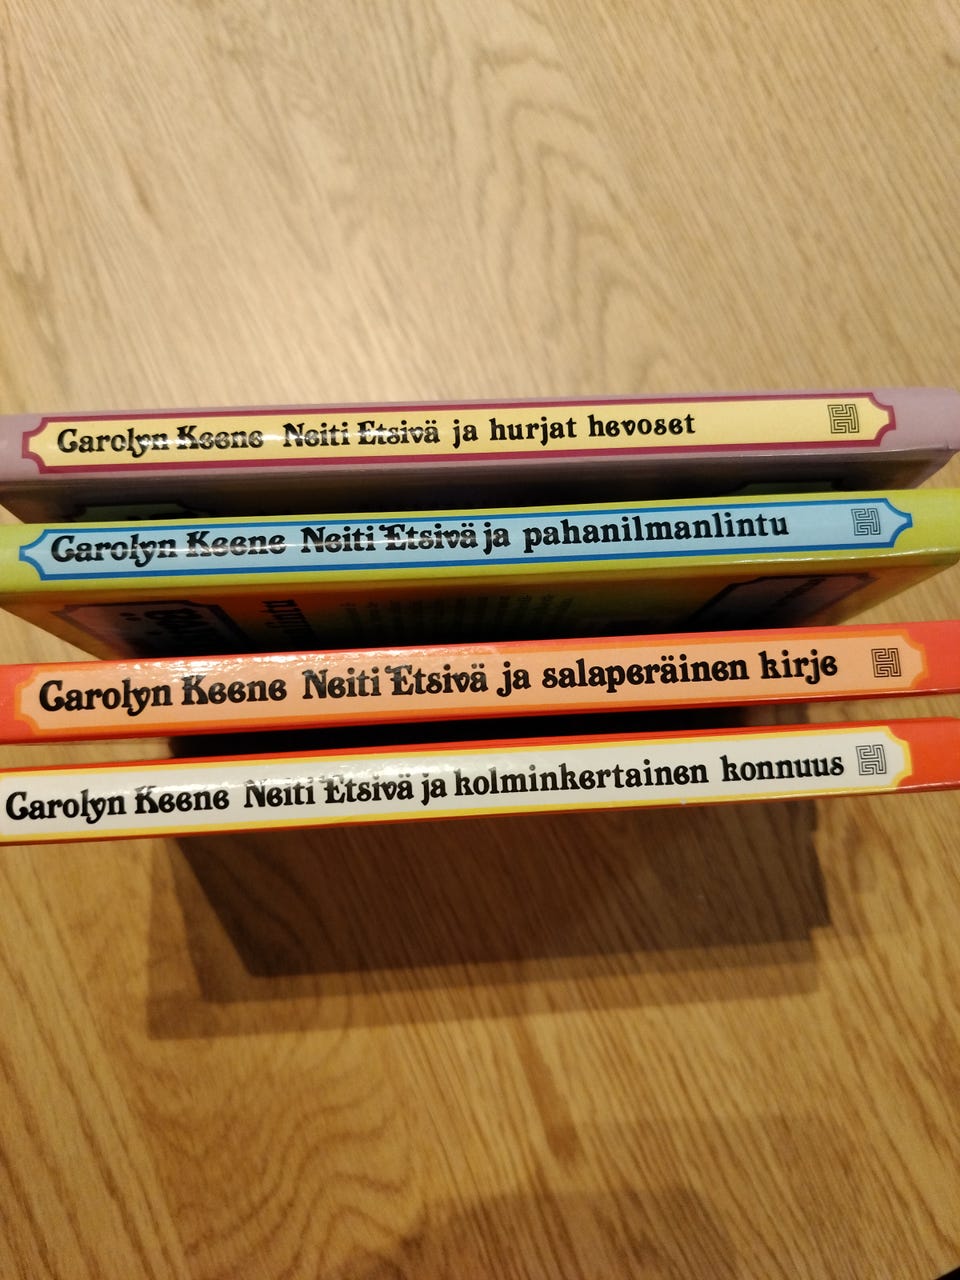 Carolyn Keene Neiti Etsivä ja hurjat hevoset
Carolyn Keene Neiti Etsivä ja pahanilmanlintu
Carolyn Keene Neiti Etsivä ja salaperäinen kirje
Carolyn Keene Neiti Etsivä ja kolminkertainen konnuus